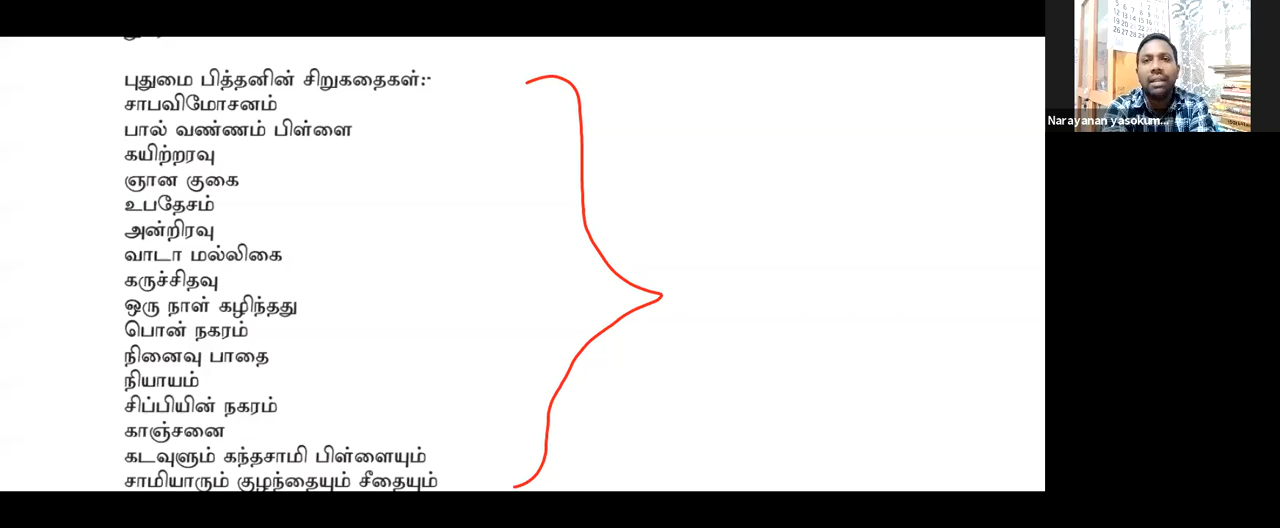 புதுமை பித்தனின் சிறுகதைகள்:-
சாபவிமோசனம்
பால் வண்ணம் பிள்ளை
கயிற்றரவு
ஞான குகை
உபதேசம்
அன்றிரவு
வாடா மல்லிகை
கருச்சிதவு
ஒரு நாள் கழிந்தது
பொன் நகரம்
நினைவு பாதை
நியாயம்
சிப்பியின் நகரம்
காஞ்சனை
கடவுளும் கந்தசாமி பிள்ளையும்
சாமியாரும் குழந்தையும் சீதையும்
Narayanan yasokum...